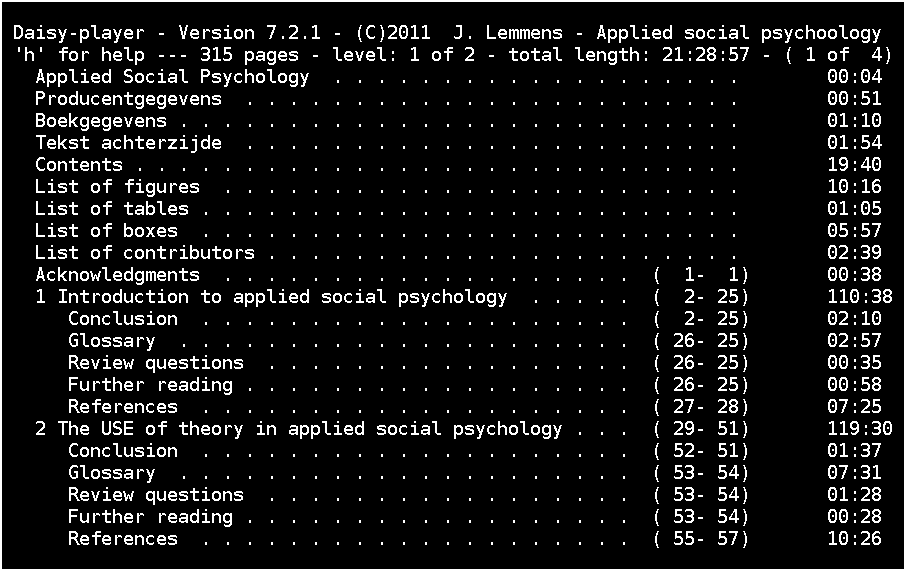 Daisy-player - Version 7.2.1 - (C)2011  J. Lemmens - Applied social psychoology
'h' for help --- 315 pages - level: 1 of 2 - total length: 21:28:57 - ( 1 of  4)
Applied Social Psychology . . . . . . . . . . . . . . . . . . . 00:04
Producentgegevens . . . . . . . . . . . . . . . . . . . . . . . 00:51
Boekgegevens . . . . . . . . . . . . . . . . . . . . . . . . . . 01:10
Tekst achterzijde . . . . . . . . . . . . . . . . . . . . . . . 01:54
Contents . . . . . . . . . . . . . . . . . . . . . . . . . . . . 19:40
List of figures . . . . . . . . . . . . . . . . . . . . . . . . 10:16
List of tables . . . . . . . . . . . . . . . . . . . . . . . . . 01:05
List of boxes . . . . . . . . . . . . . . . . . . . . . . . . . 05:57
List of contributors . . . . . . . . . . . . . . . . . . . . . . 02:39
Acknowledgments . . . . . . . . . . . . . . . . . . . (  1-  1) 00:38
1 Introduction to applied social psychology . . . . . (  2- 25) 110:38
Conclusion . . . . . . . . . . . . . . . . . . . . (  2- 25) 02:10
Glossary . . . . . . . . . . . . . . . . . . . . . ( 26- 25) 02:57
Review questions . . . . . . . . . . . . . . . . . ( 26- 25) 00:35
Further reading . . . . . . . . . . . . . . . . . . ( 26- 25) 00:58
References . . . . . . . . . . . . . . . . . . . . ( 27- 28) 07:25
2 The USE of theory in applied social psychology . . . ( 29- 51) 119:30
Conclusion . . . . . . . . . . . . . . . . . . . . ( 52- 51) 01:37
Glossary . . . . . . . . . . . . . . . . . . . . . ( 53- 54) 07:31
Review questions . . . . . . . . . . . . . . . . . ( 53- 54) 01:28
Further reading . . . . . . . . . . . . . . . . . . ( 53- 54) 00:28
References . . . . . . . . . . . . . . . . . . . . ( 55- 57) 10:26